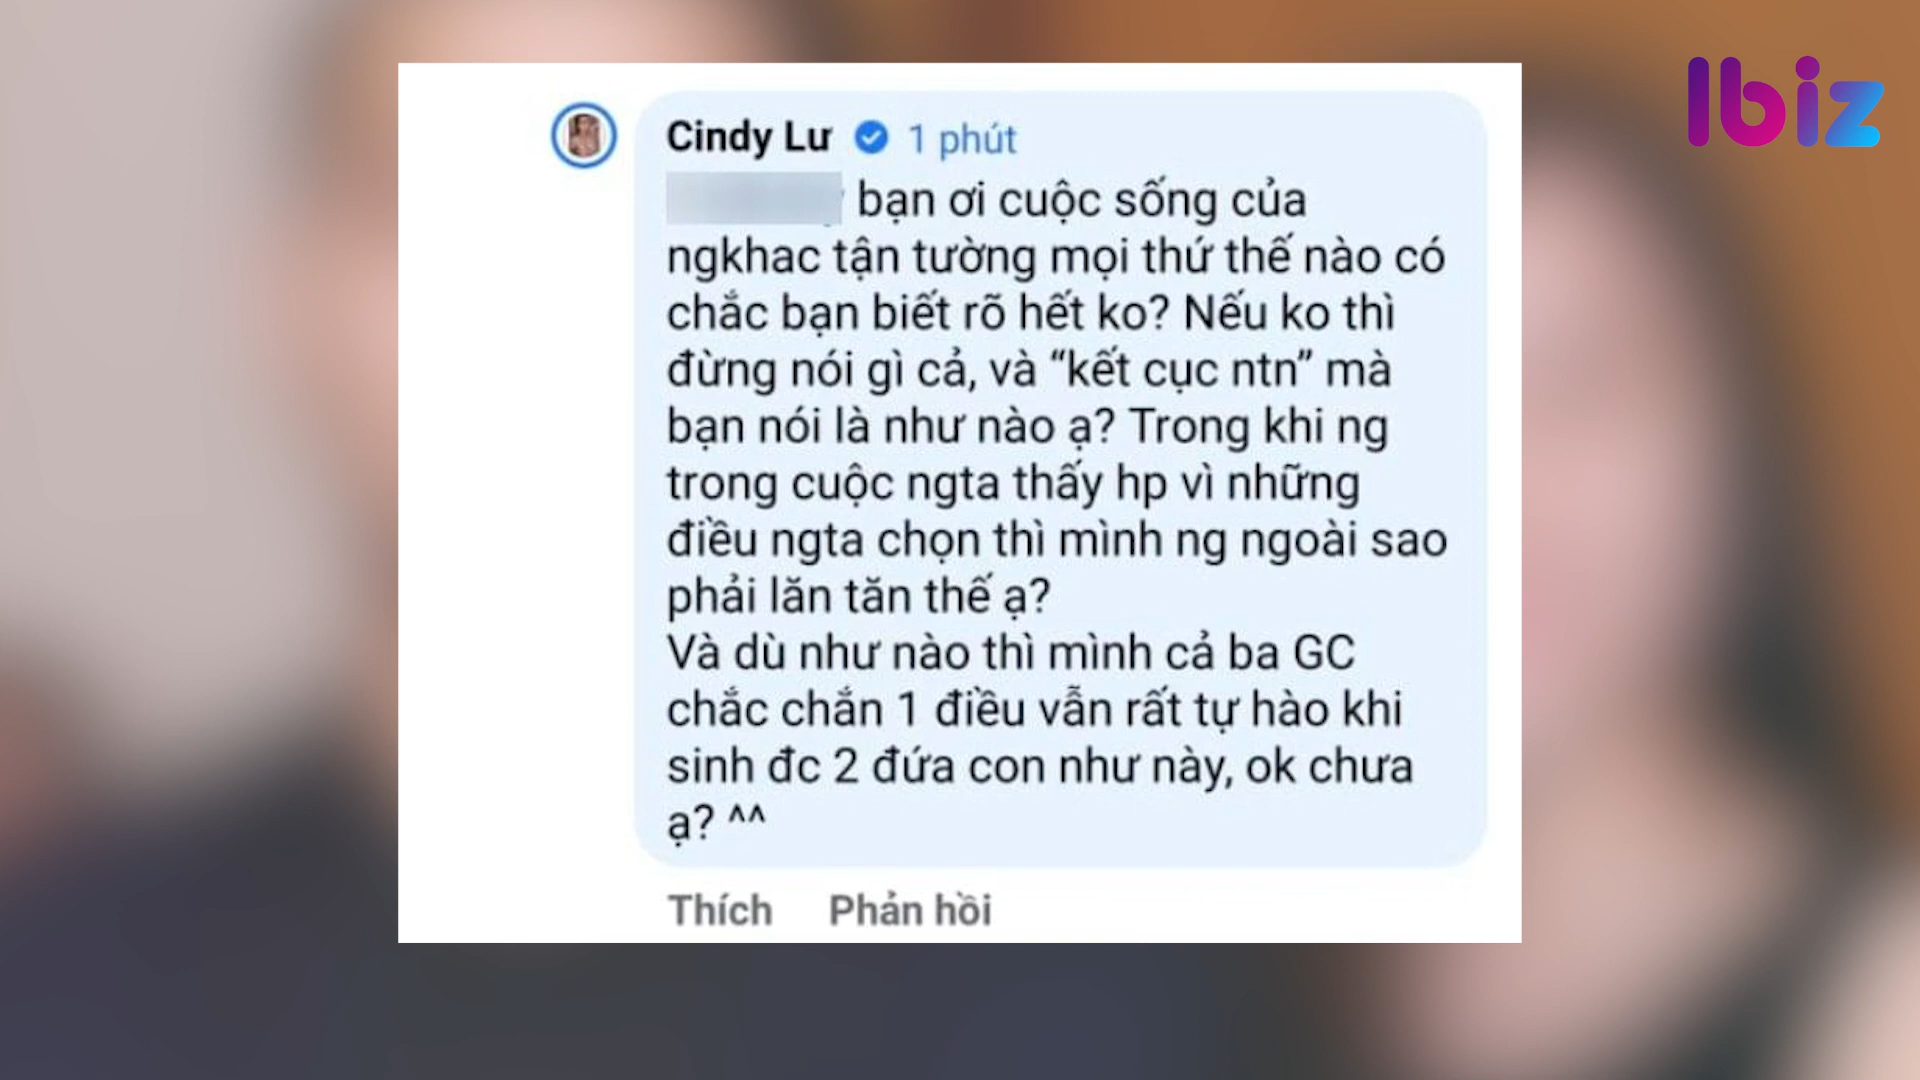 Ibiz
Cindy Lư 1 phút
bạn ơi cuộc sống của
ngkhac tận tường mọi thứ thế nào có
chắc bạn biết rõ hết ko? Nếu ko thì
đừng nói gì cả, và “kết cục ntn” mà
bạn nói là như nào ạ? Trong khi ng
trong cuộc ngta thấy hp vì những
điều ngta chọn thì mình ng ngoài sao
phải lăn tăn thế ạ?
Và dù như nào thì mình cả ba GC
chắc chắn 1 điều vẫn rất tự hào khi
sinh đc 2 đứa con như này, ok chưa
ạ? ^^
Thích Phản hồi